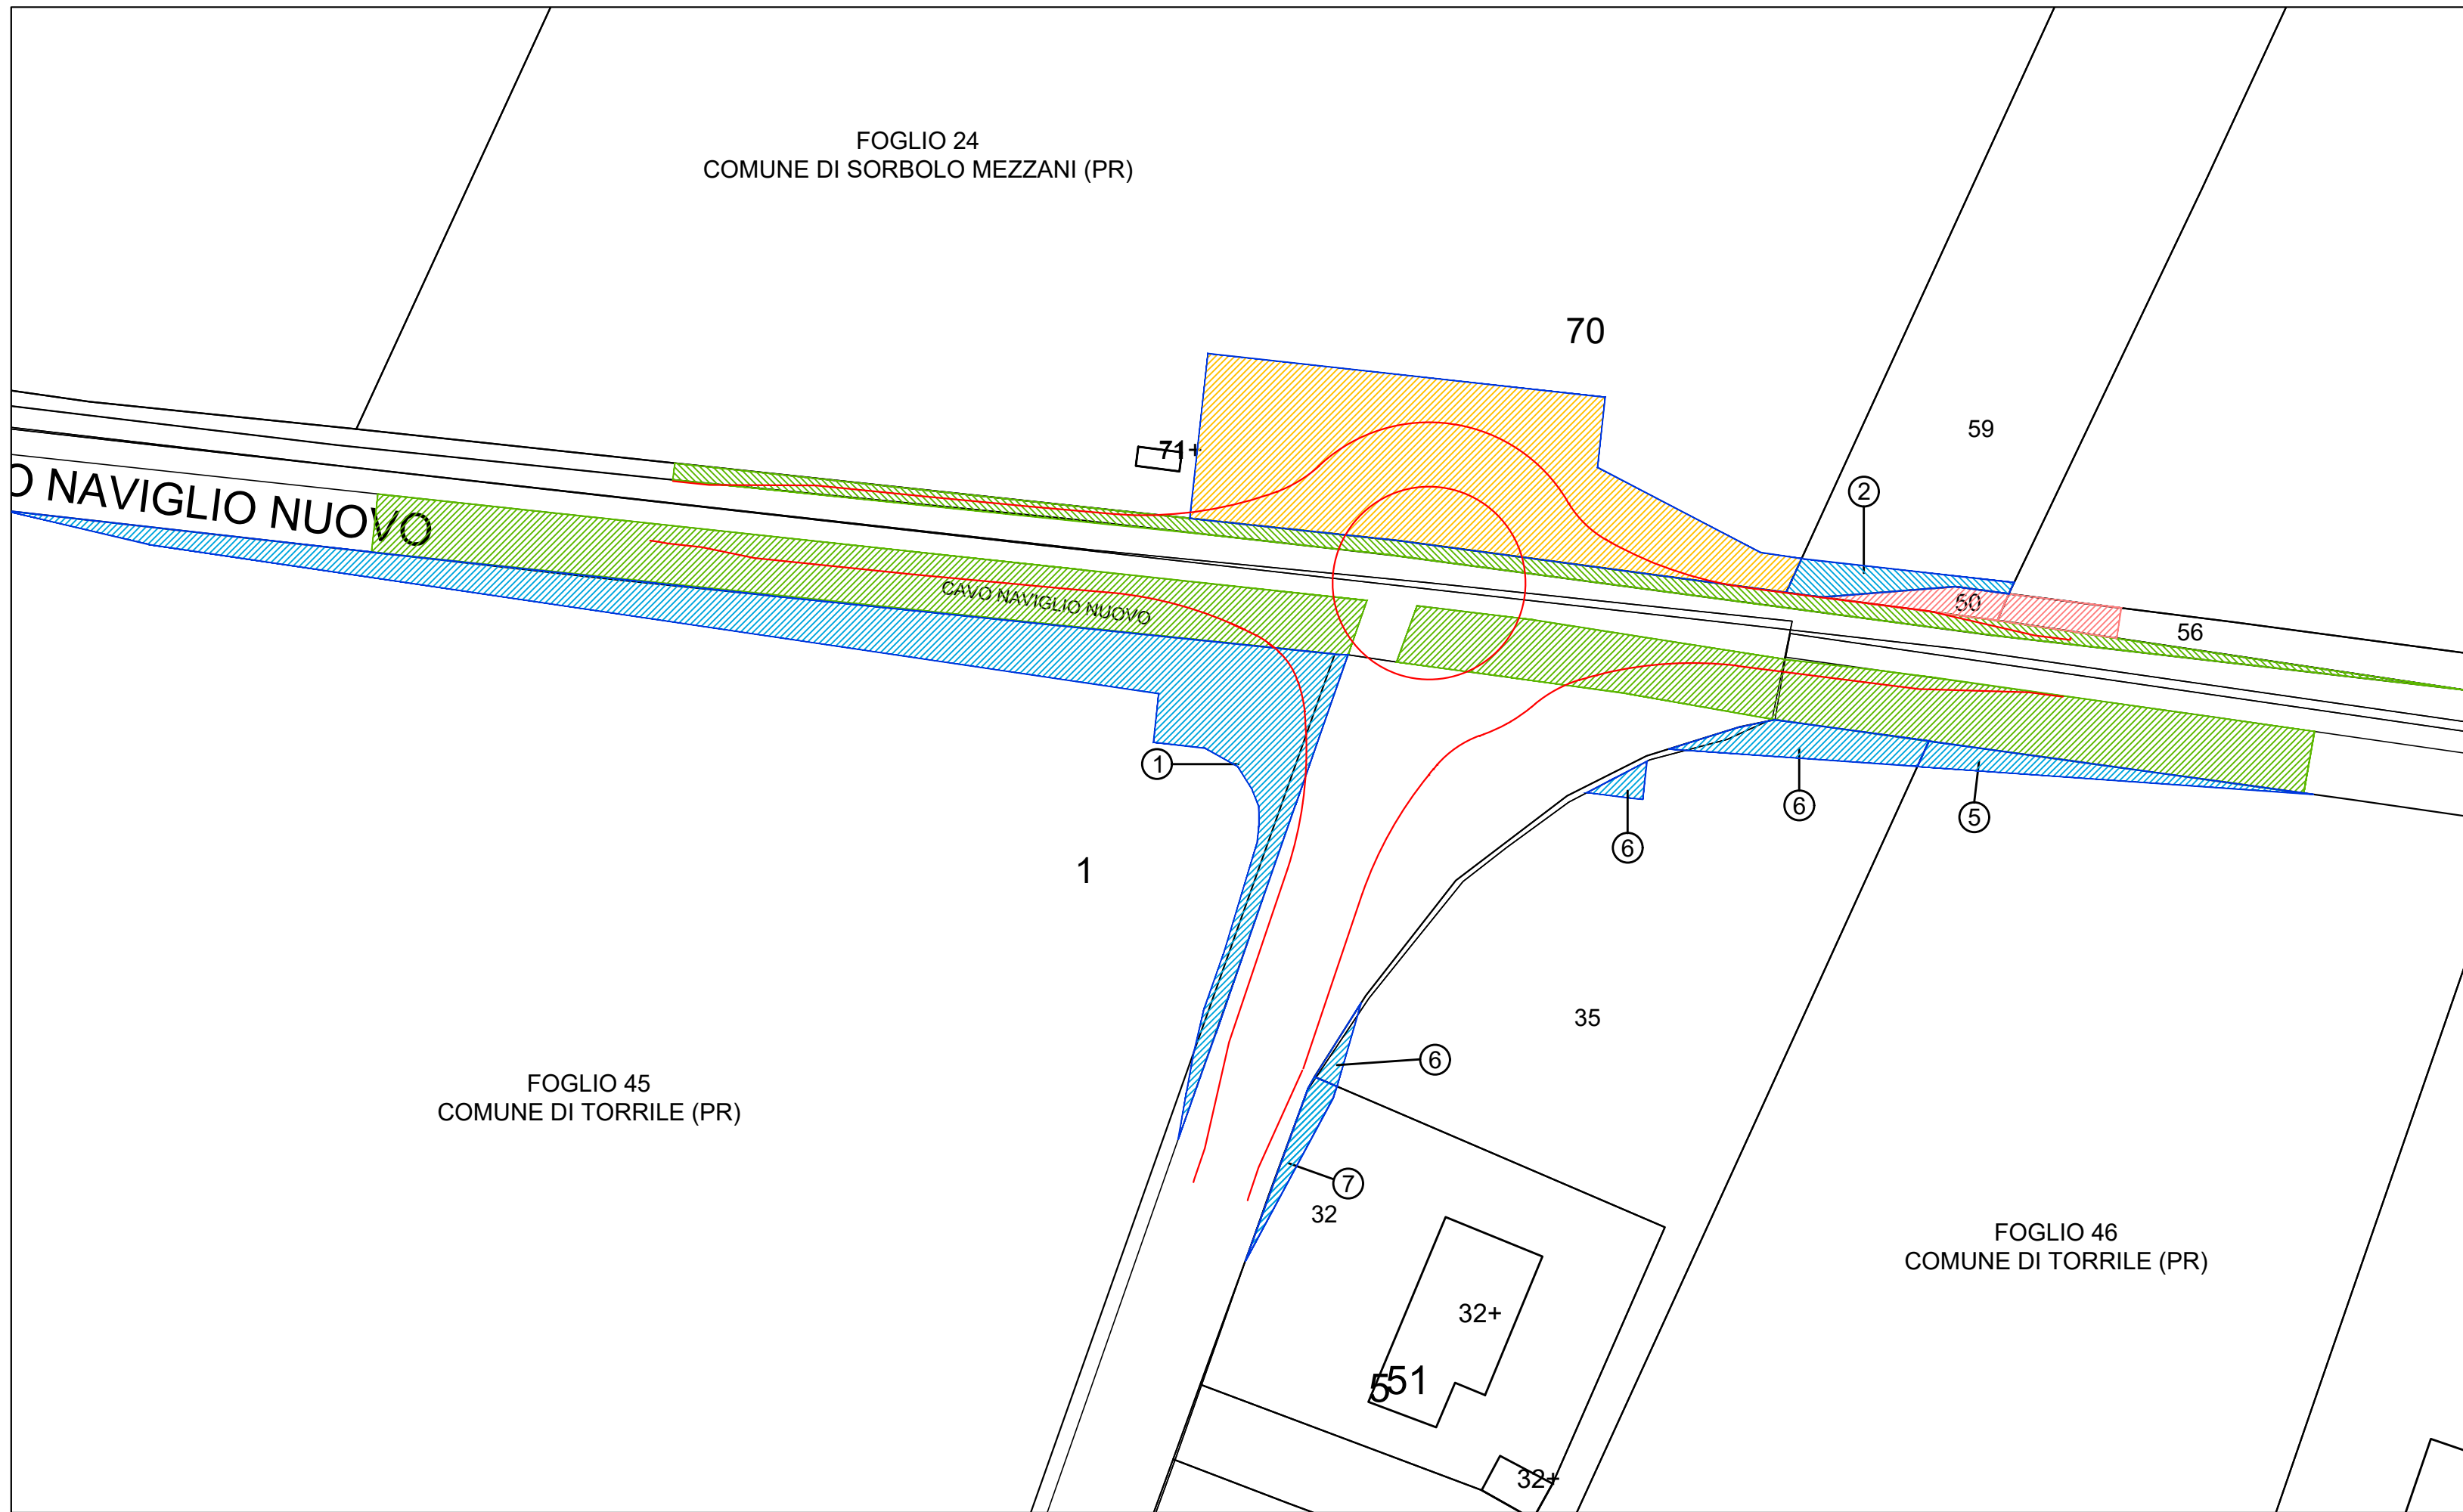 FOGLIO 24
COMUNE DI SORBOLO MEZZANI (PR)
70
59
71+
2
O NAVIGLIO NUOVO
CAVO NAVIGLIO NUOVO
50
56
1
6
5
6
1
35
6
FOGLIO 45
COMUNE DI TORRILE (PR)
7
32
FOGLIO 46
COMUNE DI TORRILE (PR)
32+
5
51
32+